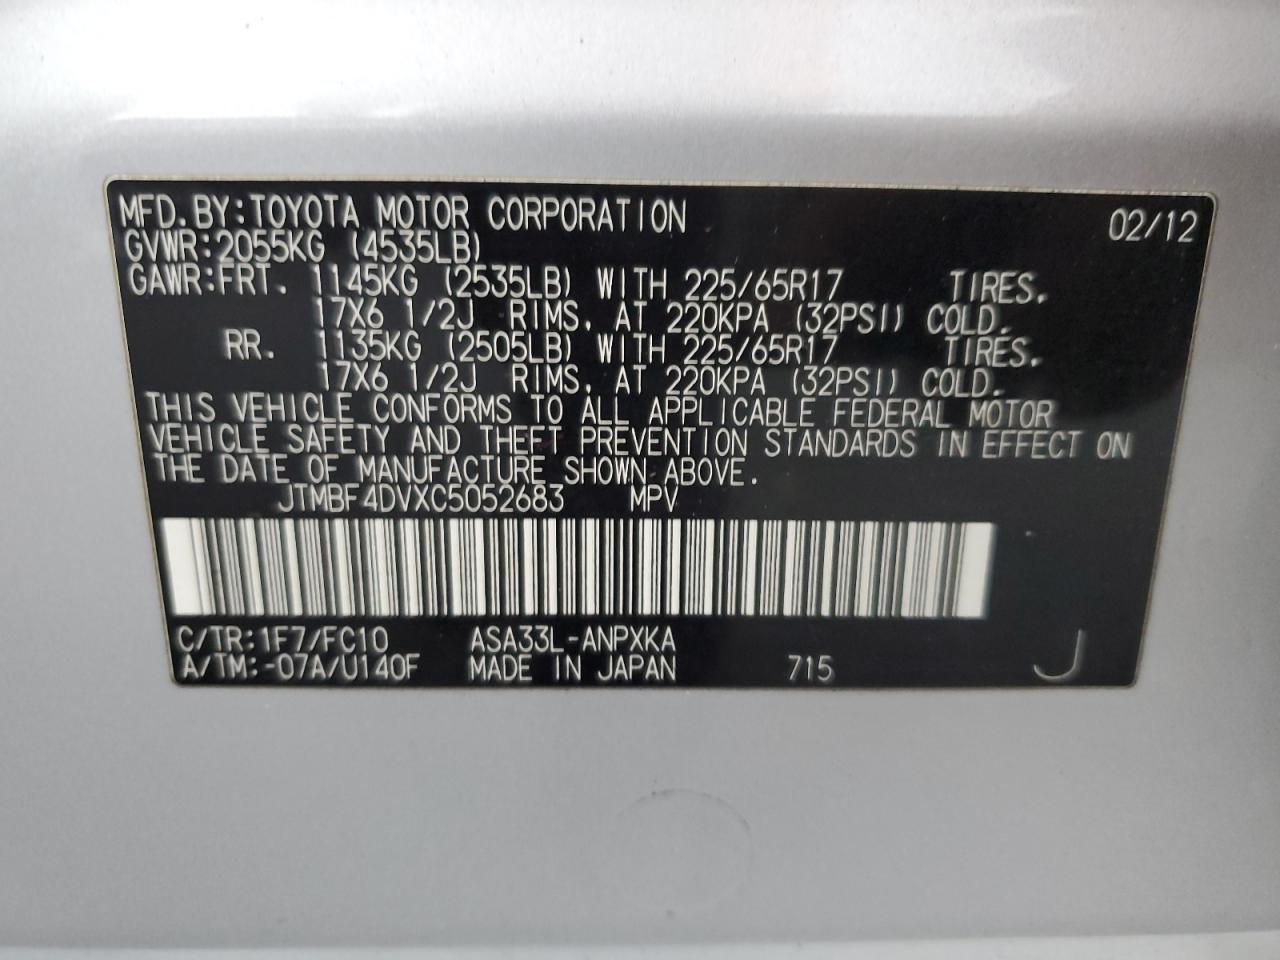 MFD.BY:TOYOTA MOTOR CORPORATION 02/12
GVWR:2055KG (4535LB)
GAWR:FRT. 1145KG (2535LB) WITH 225/65R17 TIRES.
17X6 1/2J RIMS, AT 220KPA (32PSI) COLD.
RR. 1135KG (2505LB) WITH 225/65R17 TIRES.
17X6 1/2J RIMS, AT 220KPA (32PSI) COLD.
THIS VEHICLE CONFORMS TO ALL APPLICABLE FEDERAL MOTOR
VEHICLE SAFETY AND THEFT PREVENTION STANDARDS IN EFFECT ON
THE DATE OF MANUFACTURE SHOWN ABOVE.
JTMBF4DVXC5052683 MPV
C/TR:1F7/FC10 ASA33L-ANPXKA
A/TM:-07A/U140F MADE IN JAPAN 715 J